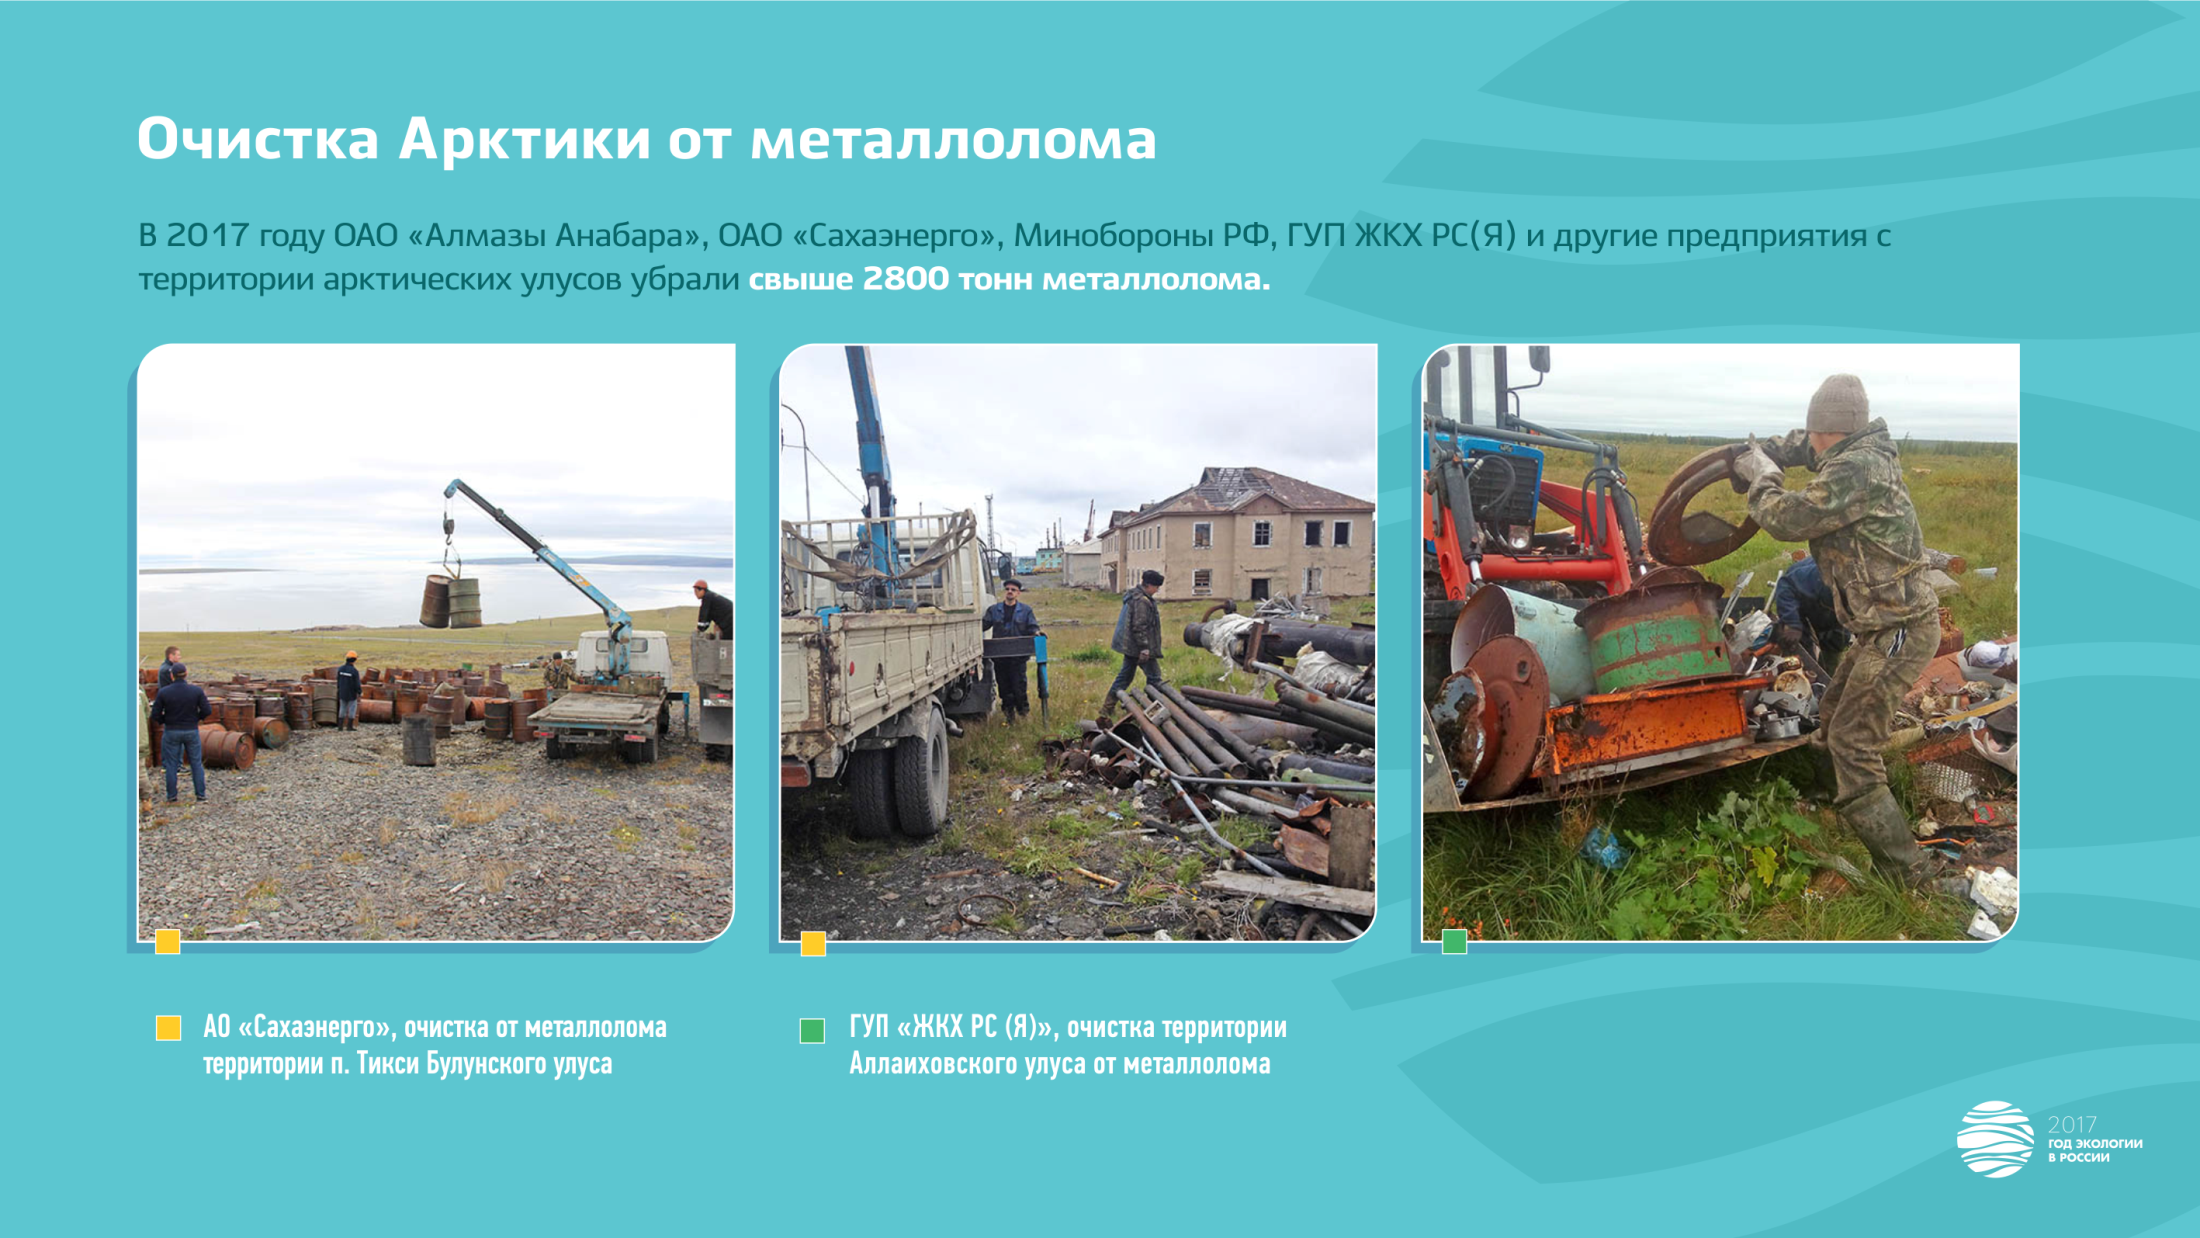 Очистка Арктики от металлолома
В 2017 году ОАО «Алмазы Анабара», ОАО «Сахаэнерго», Минобороны РФ, ГУП ЖКХ РС(Я) и другие предприятия с
территории арктических улусов убрали свыше 2800 тонн металлолома.
АО «Сахаэнерго», очистка от металлолома
территории п. Тикси Булунского улуса
ГУП «ЖКХ РС (Я)», очистка территории
Аллаиховского улуса от металлолома
2017
ГОД ЭКОЛОГИИ
В РОССИИ